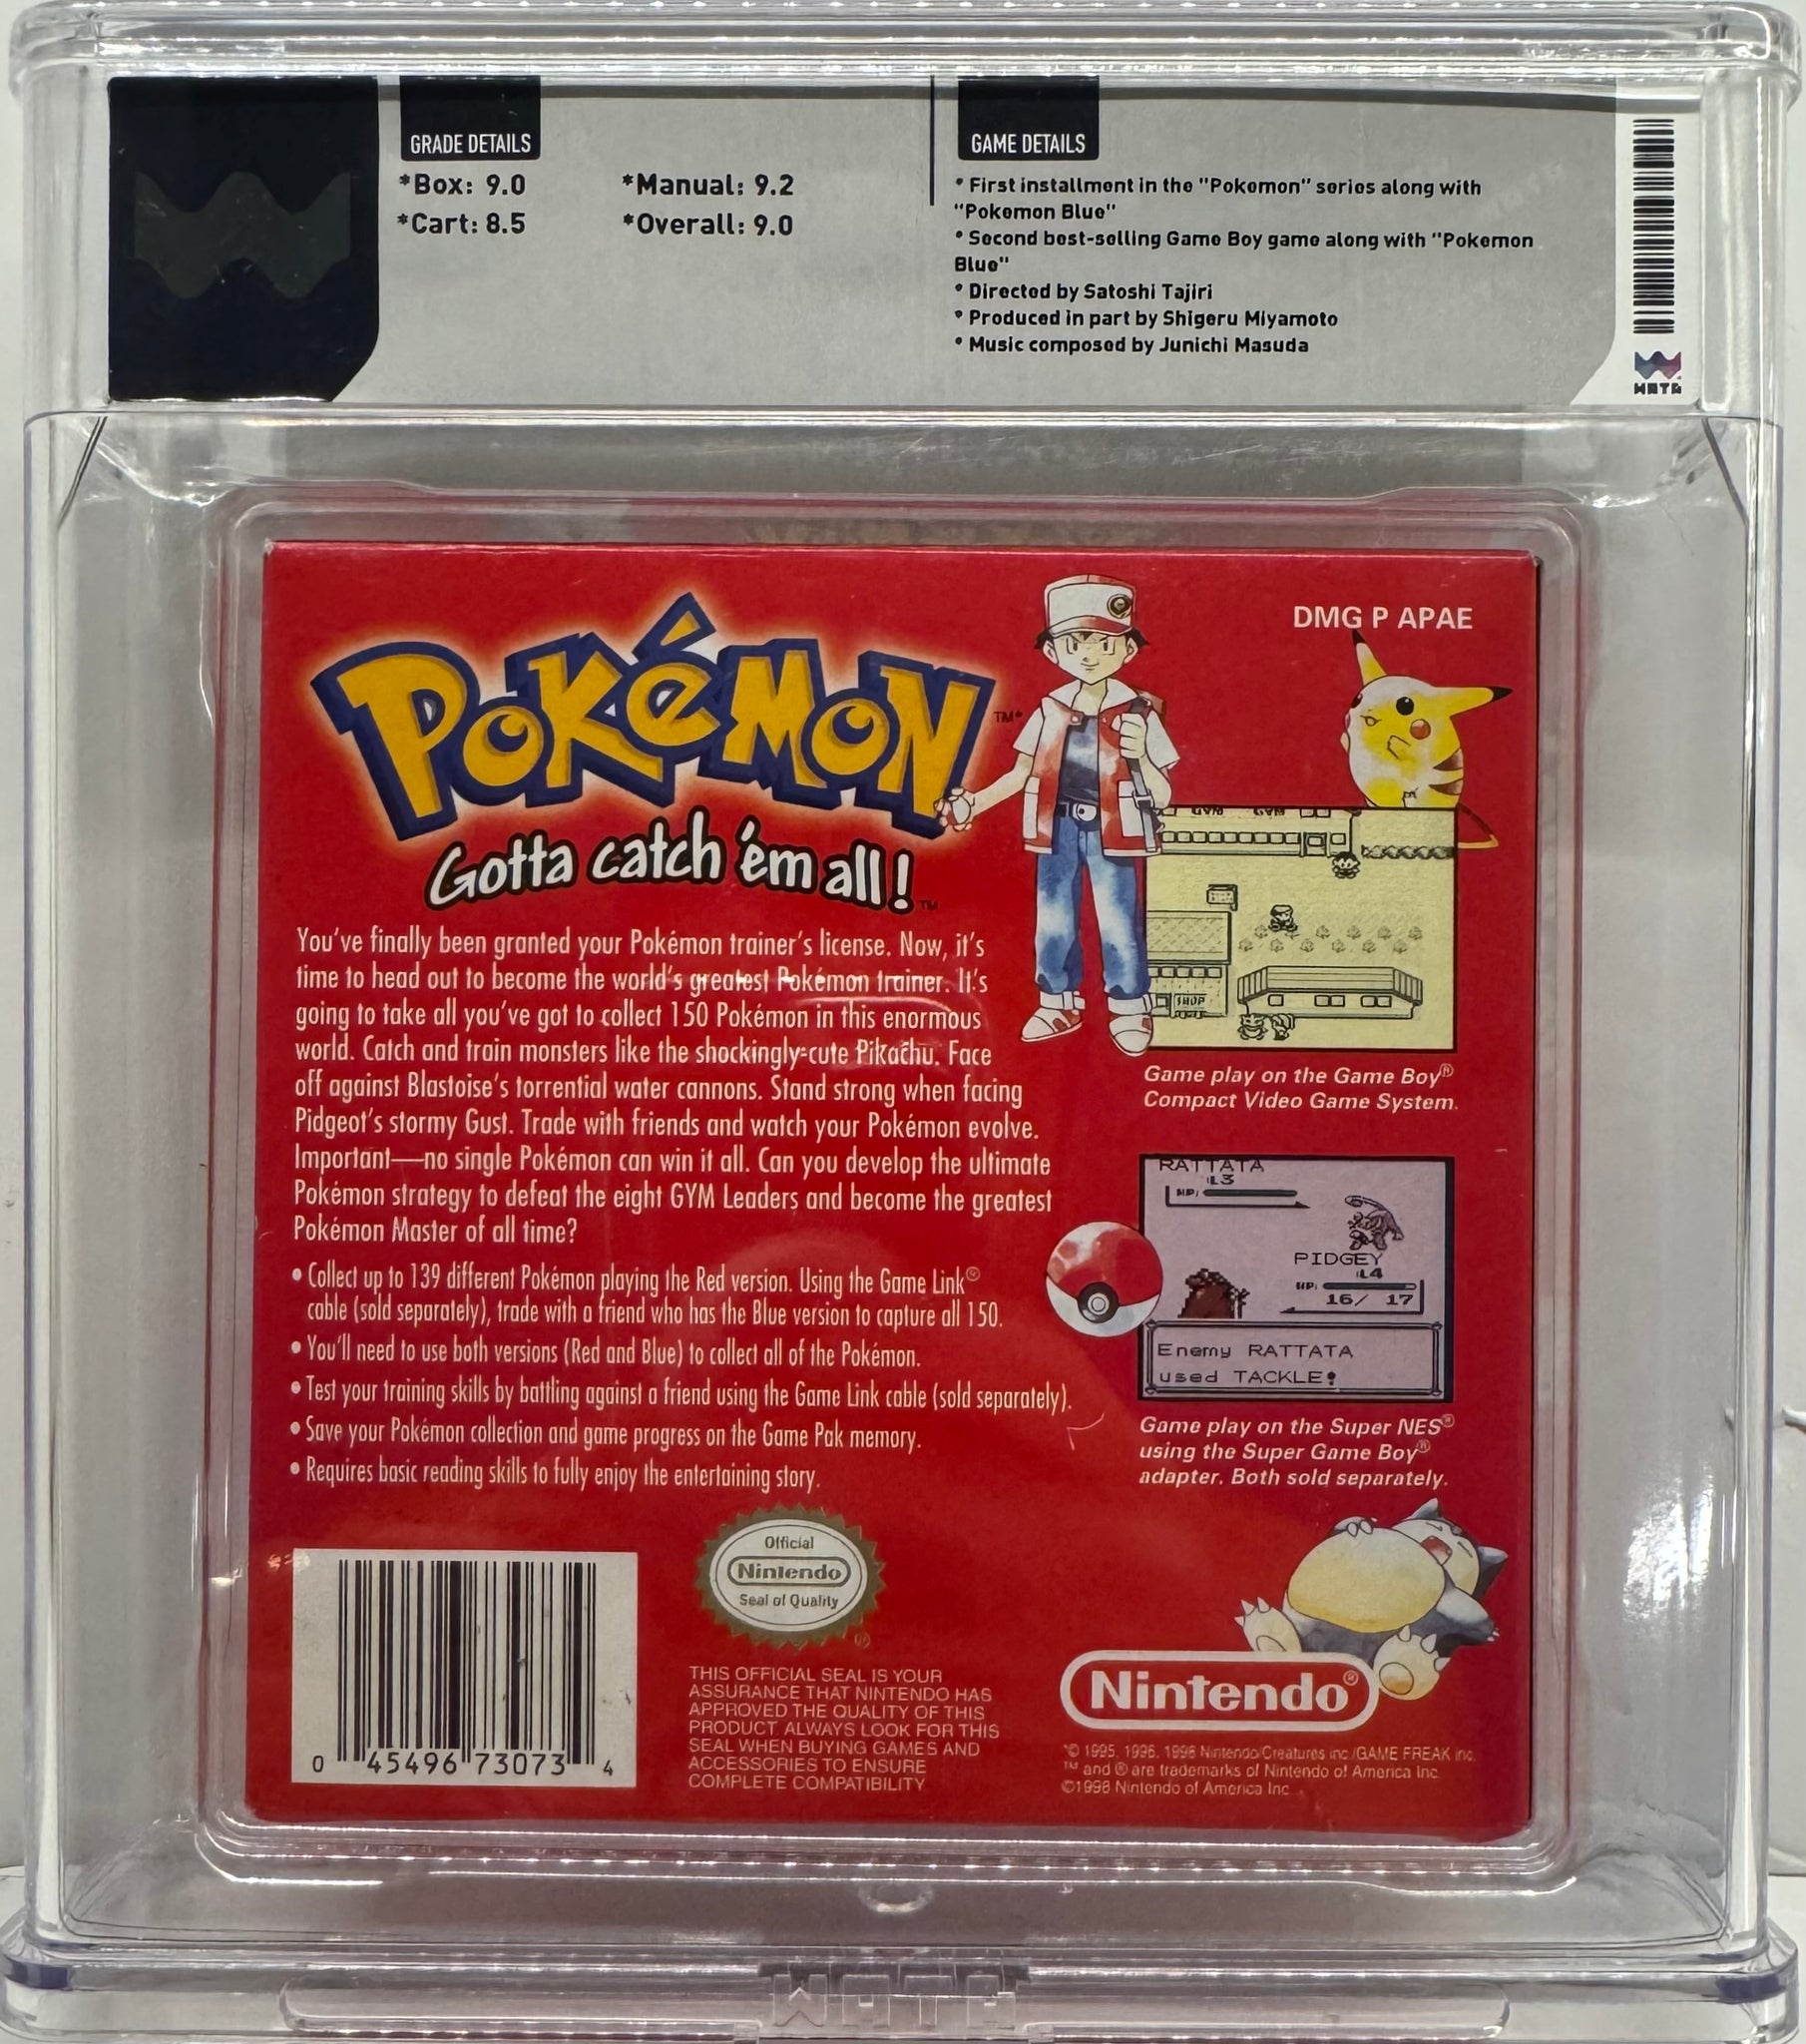 GRADE DETAILS
*Box: 9.0
*Manual: 9.2
*Cart: 8.5
*Overall: 9.0
GAME DETAILS
* First installment in the "Pokemon" series along with
"Pokemon Blue"
* Second best-selling Game Boy game along with "Pokemon
Blue"
* Directed by Satoshi Tajiri
* Produced in part by Shigeru Miyamoto
* Music composed by Junichi Masuda
WATA
DMG P APAE
POKéMON
TM®
Gotta catch 'em all!
TM
You've finally been granted your Pokémon trainer's license. Now, it's
time to head out to become the world's greatest Pokémon trainer. It's
going to take all you've got to collect 150 Pokémon in this enormous
world. Catch and train monsters like the shockingly-cute Pikachu. Face
off against Blastoise's torrential water cannons. Stand strong when facing
Pidgeot's stormy Gust. Trade with friends and watch your Pokémon evolve.
Important—no single Pokémon can win it all. Can you develop the ultimate
Pokémon strategy to defeat the eight GYM Leaders and become the greatest
Pokémon Master of all time?
• Collect up to 139 different Pokémon playing the Red version. Using the Game Link®
cable (sold separately), trade with a friend who has the Blue version to capture all 150.
• You'll need to use both versions (Red and Blue) to collect all of the Pokémon.
• Test your training skills by battling against a friend using the Game Link cable (sold separately).
• Save your Pokémon collection and game progress on the Game Pak memory.
• Requires basic reading skills to fully enjoy the entertaining story.
GYM GYM
SHOP
Game play on the Game Boy®
Compact Video Game System.
RATTATA
:L3
HP:
PIDGEY
:L4
HP:
16/ 17
Enemy RATTATA
used TACKLE!
Game play on the Super NES®
using the Super Game Boy®
adapter. Both sold separately.
0 45496 73073 4
Official
Nintendo
Seal of Quality
®
THIS OFFICIAL SEAL IS YOUR
ASSURANCE THAT NINTENDO HAS
APPROVED THE QUALITY OF THIS
PRODUCT ALWAYS LOOK FOR THIS
SEAL WHEN BUYING GAMES AND
ACCESSORIES TO ENSURE
COMPLETE COMPATIBILITY
Nintendo®
© 1995, 1996, 1998 Nintendo/Creatures inc./GAME FREAK inc.
TM and ® are trademarks of Nintendo of America Inc.
©1998 Nintendo of America Inc.
WATA